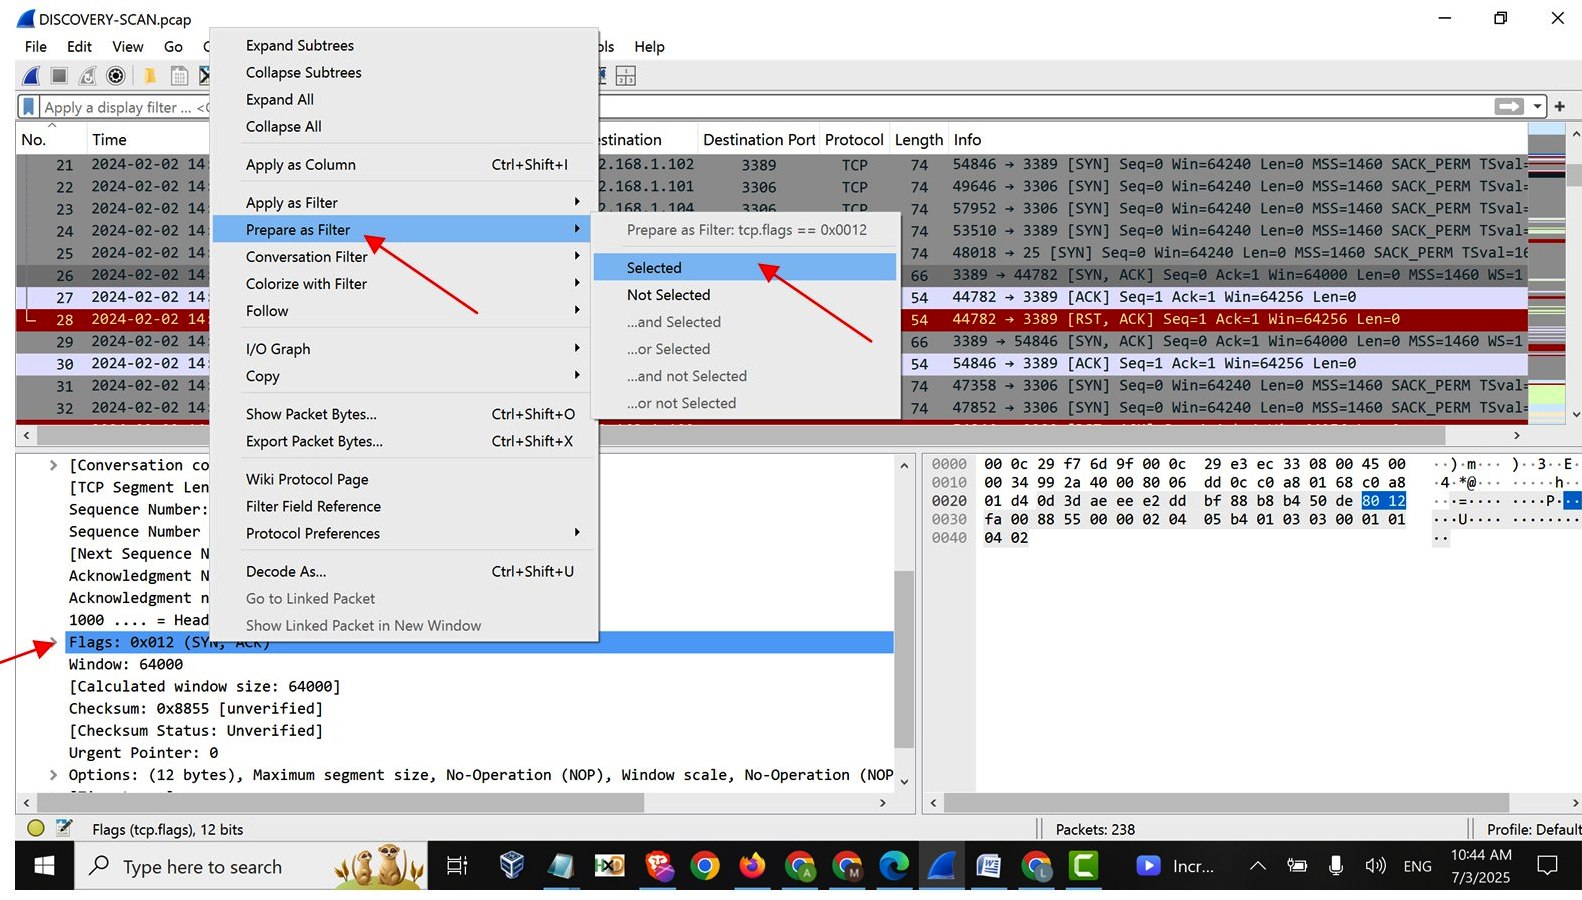 DISCOVERY-SCAN.pcap
File Edit View Go Help
Apply a display filter ...
No. Time Destination Port Protocol Length Info
21 2024-02-02 14: 2.168.1.102 3389 TCP 74 54846 → 3389 [SYN] Seq=0 Win=64240 Len=0 MSS=1460 SACK_PERM TSval=
22 2024-02-02 14: 2.168.1.101 3306 TCP 74 49646 → 3306 [SYN] Seq=0 Win=64240 Len=0 MSS=1460 SACK_PERM TSval=
23 2024-02-02 14: 2.168.1.104 3306 TCP 74 57952 → 3306 [SYN] Seq=0 Win=64240 Len=0 MSS=1460 SACK_PERM TSval=
24 2024-02-02 14: 74 53510 → 3389 [SYN] Seq=0 Win=64240 Len=0 MSS=1460 SACK_PERM TSval=
25 2024-02-02 14: 74 48018 → 25 [SYN] Seq=0 Win=64240 Len=0 MSS=1460 SACK_PERM TSval=16
26 2024-02-02 14: 66 3389 → 44782 [SYN, ACK] Seq=0 Ack=1 Win=64000 Len=0 MSS=1460 WS=1
27 2024-02-02 14: 54 44782 → 3389 [ACK] Seq=1 Ack=1 Win=64256 Len=0
28 2024-02-02 14: 54 44782 → 3389 [RST, ACK] Seq=1 Ack=1 Win=64256 Len=0
29 2024-02-02 14: 66 3389 → 54846 [SYN, ACK] Seq=0 Ack=1 Win=64000 Len=0 MSS=1460 WS=1
30 2024-02-02 14: 54 54846 → 3389 [ACK] Seq=1 Ack=1 Win=64256 Len=0
31 2024-02-02 14: 74 47358 → 3306 [SYN] Seq=0 Win=64240 Len=0 MSS=1460 SACK_PERM TSval=
32 2024-02-02 14: 74 47852 → 3306 [SYN] Seq=0 Win=64240 Len=0 MSS=1460 SACK_PERM TSval=
Expand Subtrees
Collapse Subtrees
Expand All
Collapse All
Apply as Column Ctrl+Shift+I
Apply as Filter
Prepare as Filter
Conversation Filter
Colorize with Filter
Follow
I/O Graph
Copy
Show Packet Bytes... Ctrl+Shift+O
Export Packet Bytes... Ctrl+Shift+X
Wiki Protocol Page
Filter Field Reference
Protocol Preferences
Decode As... Ctrl+Shift+U
Go to Linked Packet
Show Linked Packet in New Window
Prepare as Filter: tcp.flags == 0x0012
Selected
Not Selected
...and Selected
...or Selected
...and not Selected
...or not Selected
[Conversation co
[TCP Segment Len
Sequence Number:
Sequence Number
[Next Sequence N
Acknowledgment N
Acknowledgment n
1000 .... = Head
Flags: 0x012 (SYN, ACK)
Window: 64000
[Calculated window size: 64000]
Checksum: 0x8855 [unverified]
[Checksum Status: Unverified]
Urgent Pointer: 0
Options: (12 bytes), Maximum segment size, No-Operation (NOP), Window scale, No-Operation (NOP
0000 00 0c 29 f7 6d 9f 00 0c 29 e3 ec 33 08 00 45 00 ··)·m··· )··3··E·
0010 00 34 99 2a 40 00 80 06 dd 0c c0 a8 01 68 c0 a8 ·4·*@··· ·····h··
0020 01 d4 0d 3d ae ee e2 dd bf 88 b8 b4 50 de 80 12 ···=···· ····P···
0030 fa 00 88 55 00 00 02 04 05 b4 01 03 03 00 01 01 ···U···· ········
0040 04 02 ··
Flags (tcp.flags), 12 bits Packets: 238 Profile: Default
Type here to search
Incr... ENG 10:44 AM
7/3/2025